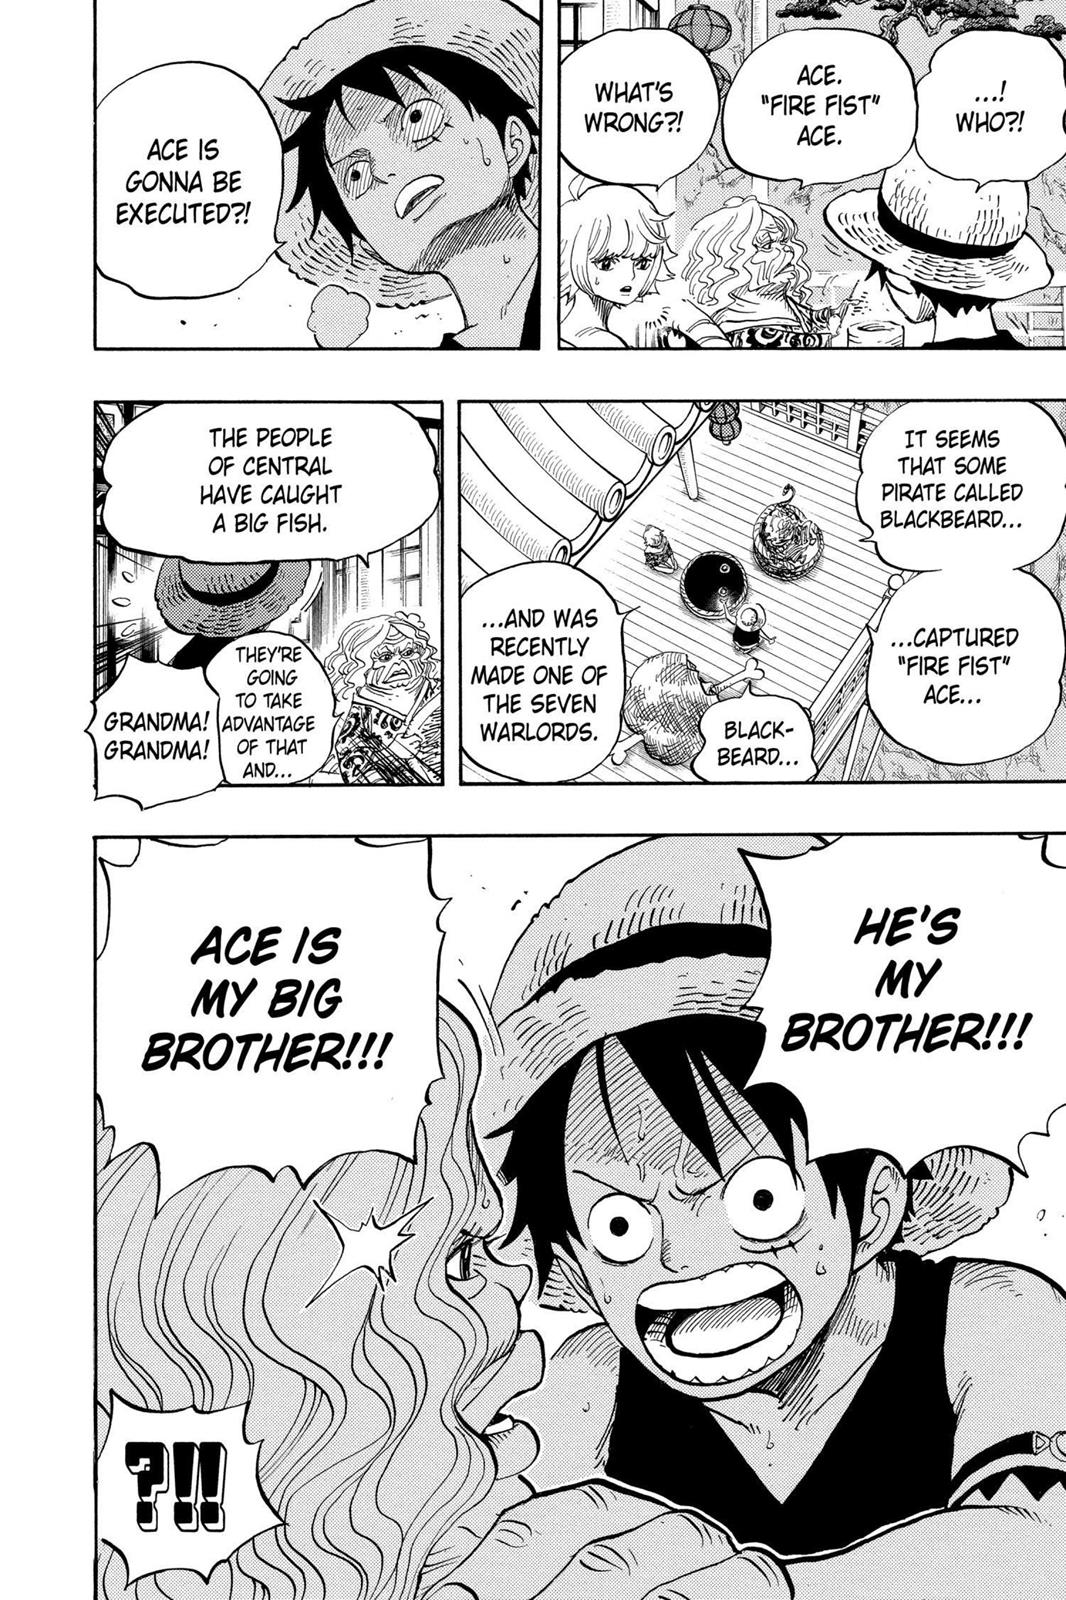 ...!
WHO?!
ACE.
"FIRE FIST"
ACE.
WHAT'S
WRONG?!
ACE IS
GONNA BE
EXECUTED?!
IT SEEMS
THAT SOME
PIRATE CALLED
BLACKBEARD...
...CAPTURED
"FIRE FIST"
ACE...
BLACK-
BEARD...
...AND WAS
RECENTLY
MADE ONE OF
THE SEVEN
WARLORDS.
THE PEOPLE
OF CENTRAL
HAVE CAUGHT
A BIG FISH.
THEY'RE
GOING
TO TAKE
ADVANTAGE
OF THAT
AND...
GRANDMA!
GRANDMA!
HE'S
MY
BROTHER!!!
ACE IS
MY BIG
BROTHER!!!
?!!